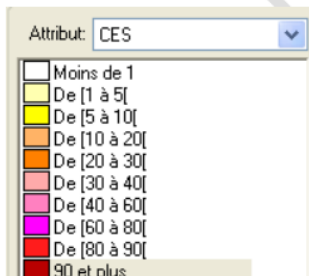 Attribut: CES
Moins de 1
De [1 à 5[
De [5 à 10[
De [10 à 20[
De [20 à 30[
De [30 à 40[
De [40 à 60[
De [60 à 80[
De [80 à 90[
90 et plus